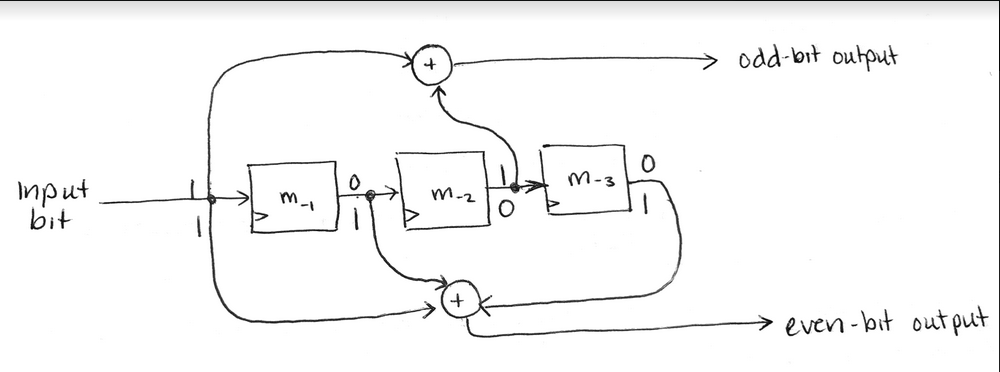 +
odd-bit output
Input
bit
1
1
m-1
0
1
m-2
1
0
m-3
0
1
+
even-bit output